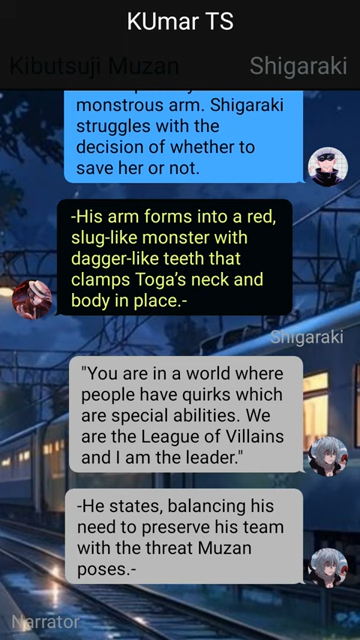 KUmar TS
Kibutsuji Muzan
Shigaraki
monstrous arm. Shigaraki
struggles with the
decision of whether to
save her or not.
-His arm forms into a red,
slug-like monster with
dagger-like teeth that
clamps Toga's neck and
body in place.-
Shigaraki
"You are in a world where
people have quirks which
are special abilities. We
are the League of Villains
and I am the leader."
-He states, balancing his
need to preserve his team
with the threat Muzan
poses.-
Narrator